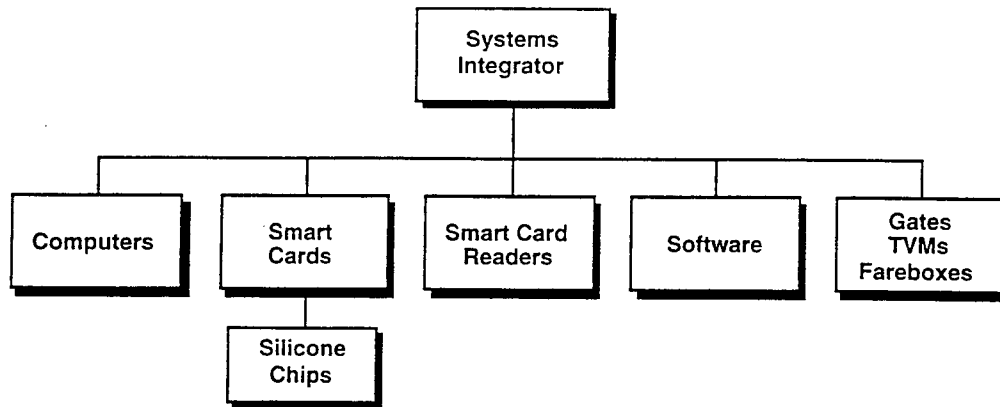 Systems
Integrator
Computers
Smart
Cards
Smart Card
Readers
Software
Gates
TVMs
Fareboxes
Silicone
Chips